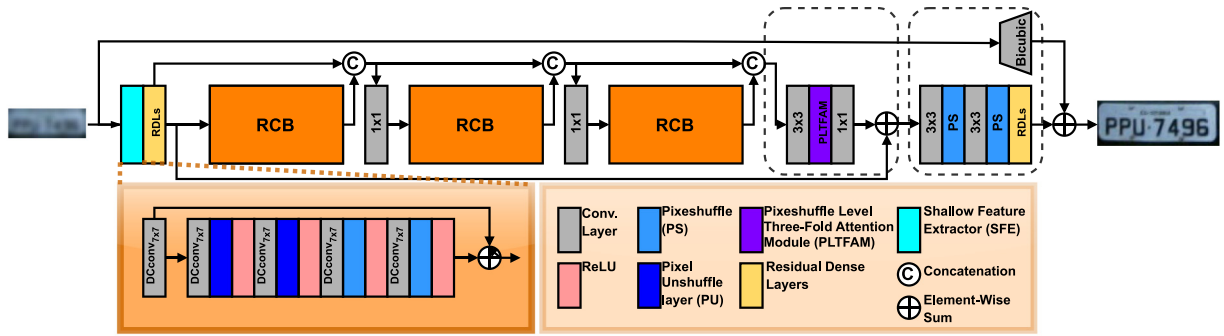 Bicubic
C
C
C
RDLs
RCB
1x1
RCB
1x1
RCB
3x3
PLTFAM
1x1
3x3
PS
3x3
PS
RDLs
PPU 7496
PPU·7496
DCconv7x7
DCconv7x7
DCconv7x7
DCconv7x7
DCconv7x7
Conv.
Layer
Pixeshuffle
(PS)
Pixeshuffle Level
Three-Fold Attention
Module (PLTFAM)
Shallow Feature
Extractor (SFE)
ReLU
Pixel
Unshuffle
layer (PU)
Residual Dense
Layers
C
Concatenation
Element-Wise
Sum